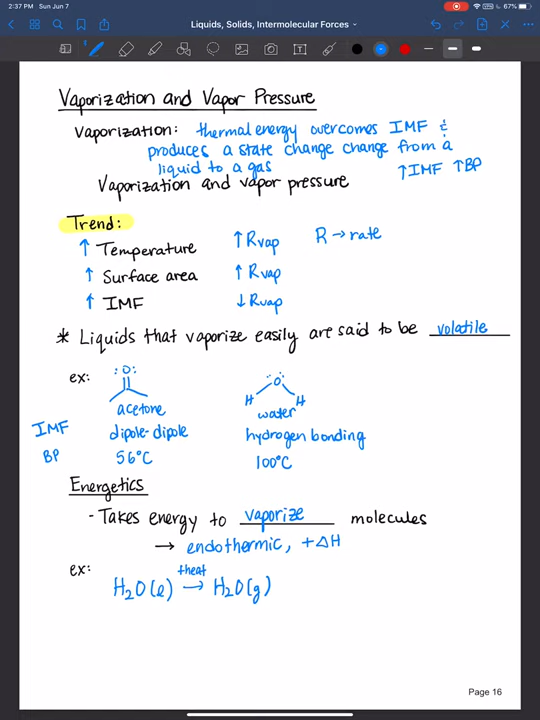 2:37 PM Sun Jun 7
67%
Liquids, Solids, Intermolecular Forces
Vaporization and Vapor Pressure
Vaporization: thermal energy overcomes IMF &
produces a state change change from a
liquid to a gas
↑IMF ↑BP
Vaporization and vapor pressure
Trend:
↑ Temperature ↑Rvap R → rate
↑ Surface area ↑Rvap
↑ IMF ↓Rvap
* Liquids that vaporize easily are said to be volatile
ex:
:O: O
H H
acetone water
IMF dipole-dipole hydrogen bonding
BP 56°C 100°C
Energetics
- Takes energy to vaporize molecules
→ endothermic, +ΔH
ex:
+heat
H₂O(l) → H₂O(g)
Page 16